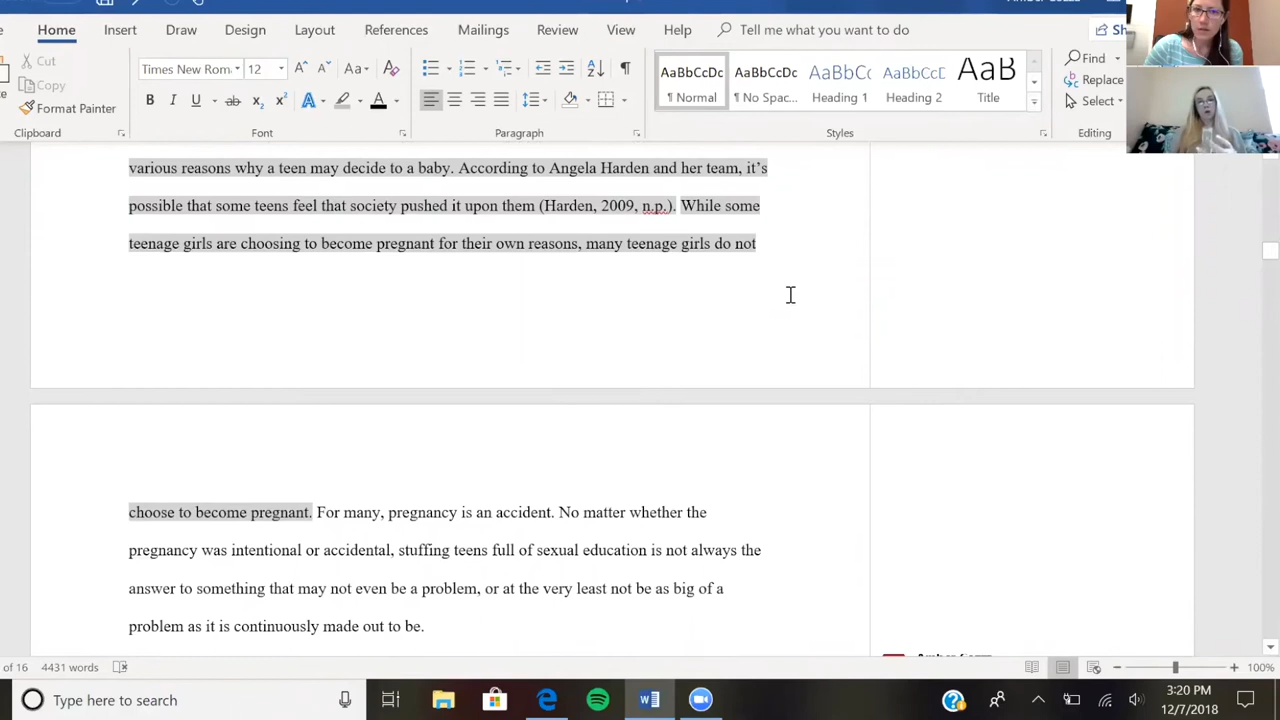 Home Insert Draw Design Layout References Mailings Review View Help Tell me what you want to do
Cut
Copy
Format Painter
Clipboard
Times New Rom 12
Font
Paragraph
AaBbCcDc AaBbCcDc AaBbCc AaBbCcD AaB
¶ Normal ¶ No Spac... Heading 1 Heading 2 Title
Styles
Find
Replace
Select
Editing
various reasons why a teen may decide to a baby. According to Angela Harden and her team, it’s
possible that some teens feel that society pushed it upon them (Harden, 2009, n.p.). While some
teenage girls are choosing to become pregnant for their own reasons, many teenage girls do not
choose to become pregnant. For many, pregnancy is an accident. No matter whether the
pregnancy was intentional or accidental, stuffing teens full of sexual education is not always the
answer to something that may not even be a problem, or at the very least not be as big of a
problem as it is continuously made out to be.
of 16 4431 words 100%
Type here to search
3:20 PM
12/7/2018